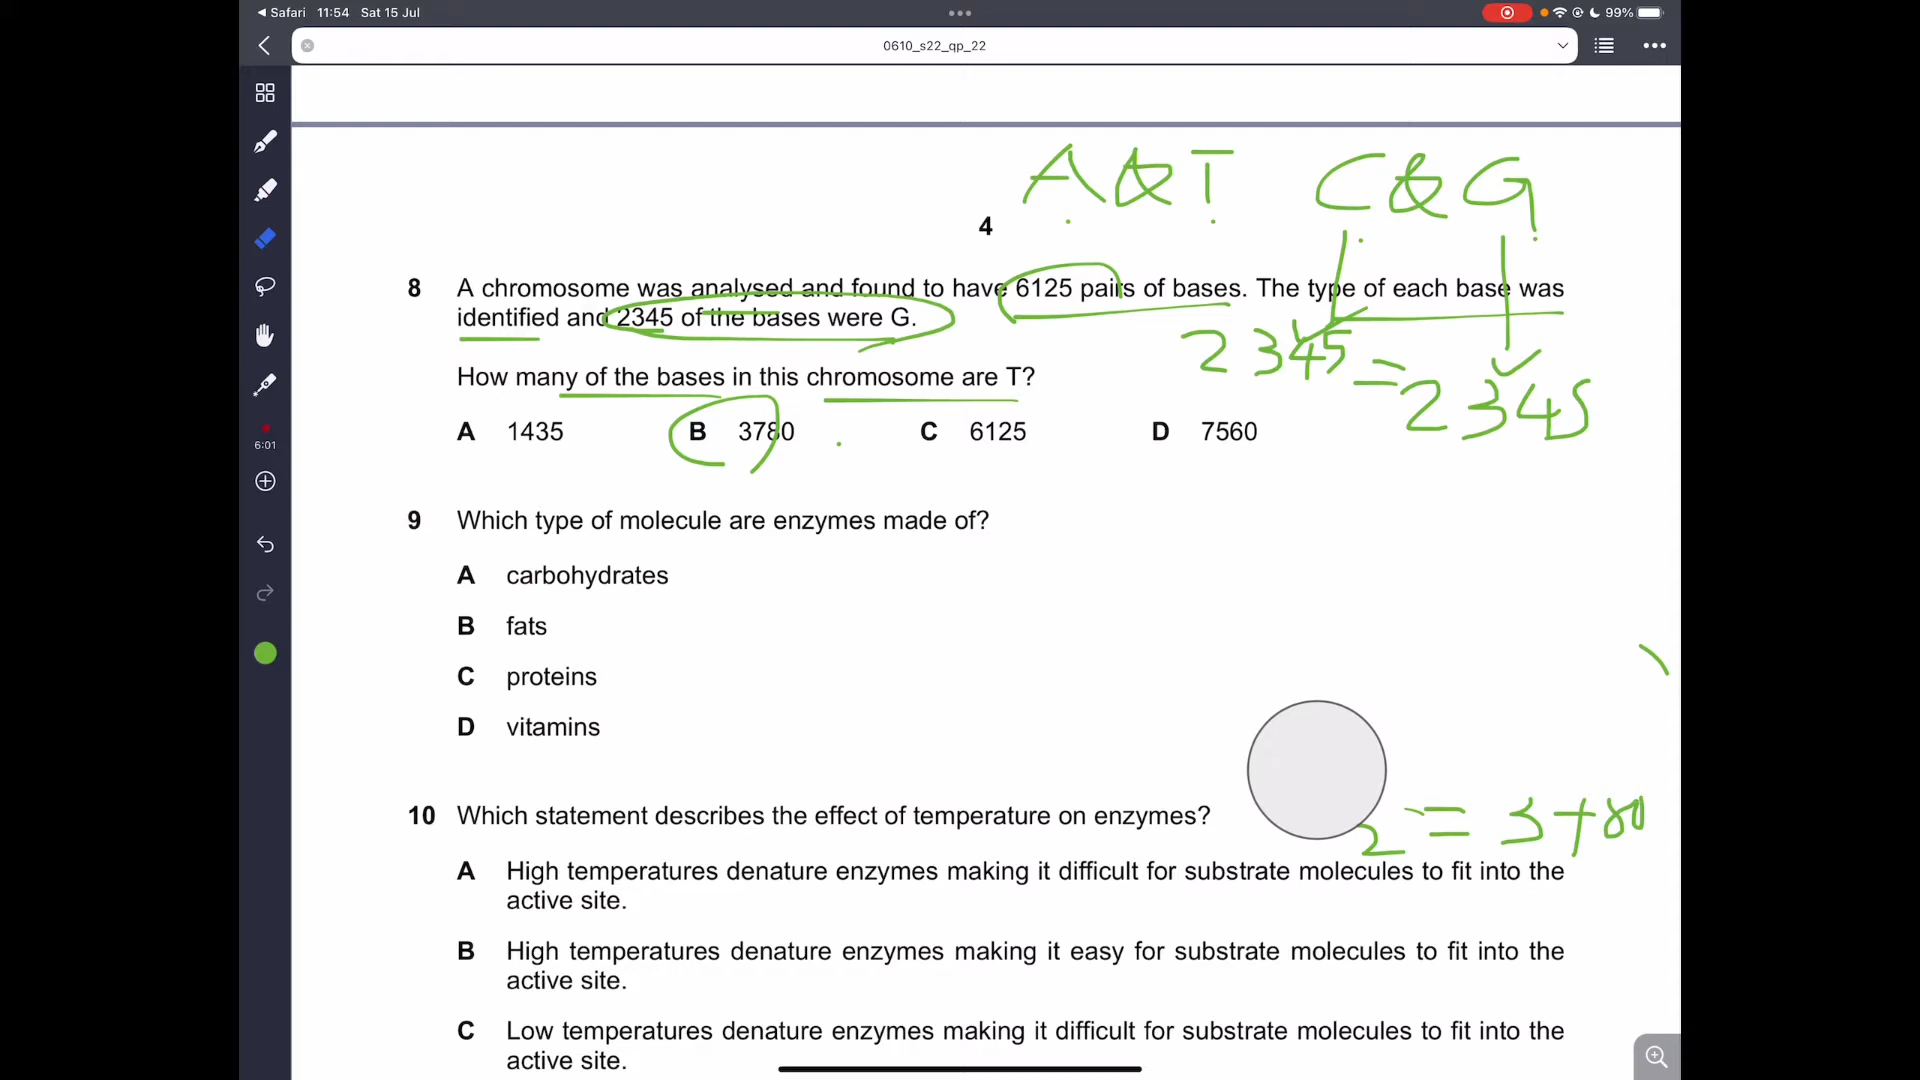 Safari 11:54 Sat 15 Jul
99%
0610_s22_qp_22
A & T C & G
4
8 A chromosome was analysed and found to have 6125 pairs of bases. The type of each base was
identified and 2345 of the bases were G.
2345 = 2345
How many of the bases in this chromosome are T?
A 1435 B 3780 C 6125 D 7560
6:01
9 Which type of molecule are enzymes made of?
A carbohydrates
B fats
C proteins
D vitamins
2 = 3780
10 Which statement describes the effect of temperature on enzymes?
A High temperatures denature enzymes making it difficult for substrate molecules to fit into the
active site.
B High temperatures denature enzymes making it easy for substrate molecules to fit into the
active site.
C Low temperatures denature enzymes making it difficult for substrate molecules to fit into the
active site.